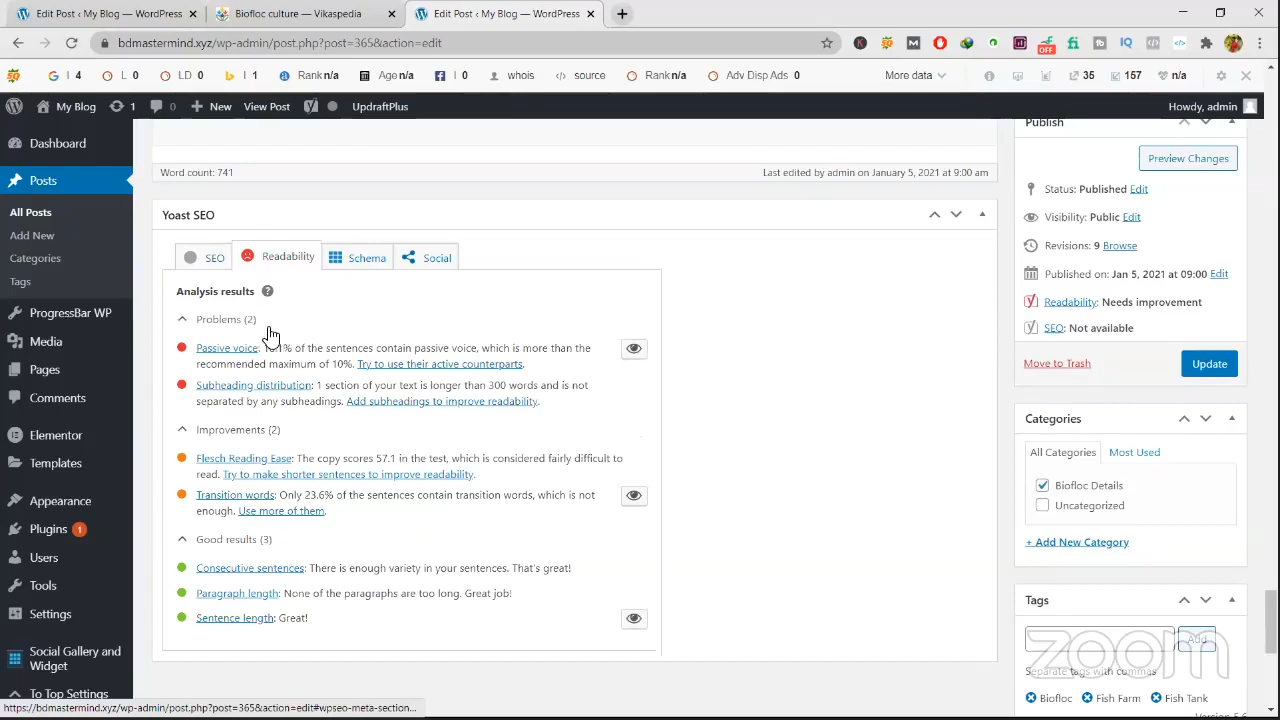 Edit Post ‹ My Blog — WordPress
Biofloc culture — Vikaspedia
Edit Post ‹ My Blog — WordPress
bdmastermind.xyz/wp-admin/post.php?post=365&action=edit
I 4 L 0 LD 0 I 1 Rank n/a Age n/a I 0 whois source Rank n/a Adv Disp Ads 0 More data 35 157 n/a
My Blog 1 0 New View Post UpdraftPlus Howdy, admin
Dashboard
Posts
All Posts
Add New
Categories
Tags
ProgressBar WP
Media
Pages
Comments
Elementor
Templates
Appearance
Plugins 1
Users
Tools
Settings
Social Gallery and
Widget
To Top Settings
Word count: 741 Last edited by admin on January 5, 2021 at 9:00 am
Yoast SEO
SEO Readability Schema Social
Analysis results
Problems (2)
Passive voice: of the sentences contain passive voice, which is more than the
recommended maximum of 10%. Try to use their active counterparts.
Subheading distribution: 1 section of your text is longer than 300 words and is not
separated by any subheadings. Add subheadings to improve readability.
Improvements (2)
Flesch Reading Ease: The copy scores 57.1 in the test, which is considered fairly difficult to
read. Try to make shorter sentences to improve readability.
Transition words: Only 23.6% of the sentences contain transition words, which is not
enough. Use more of them.
Good results (3)
Consecutive sentences: There is enough variety in your sentences. That's great!
Paragraph length: None of the paragraphs are too long. Great job!
Sentence length: Great!
Publish
Preview Changes
Status: Published Edit
Visibility: Public Edit
Revisions: 9 Browse
Published on: Jan 5, 2021 at 09:00 Edit
Readability: Needs improvement
SEO: Not available
Move to Trash Update
Categories
All Categories Most Used
Biofloc Details
Uncategorized
+ Add New Category
Tags
Add
Separate tags with commas
Biofloc Fish Farm Fish Tank
zoom
https://bdmastermind.xyz/wp-admin/post.php?post=365&action=edit#wpseo-meta-section...